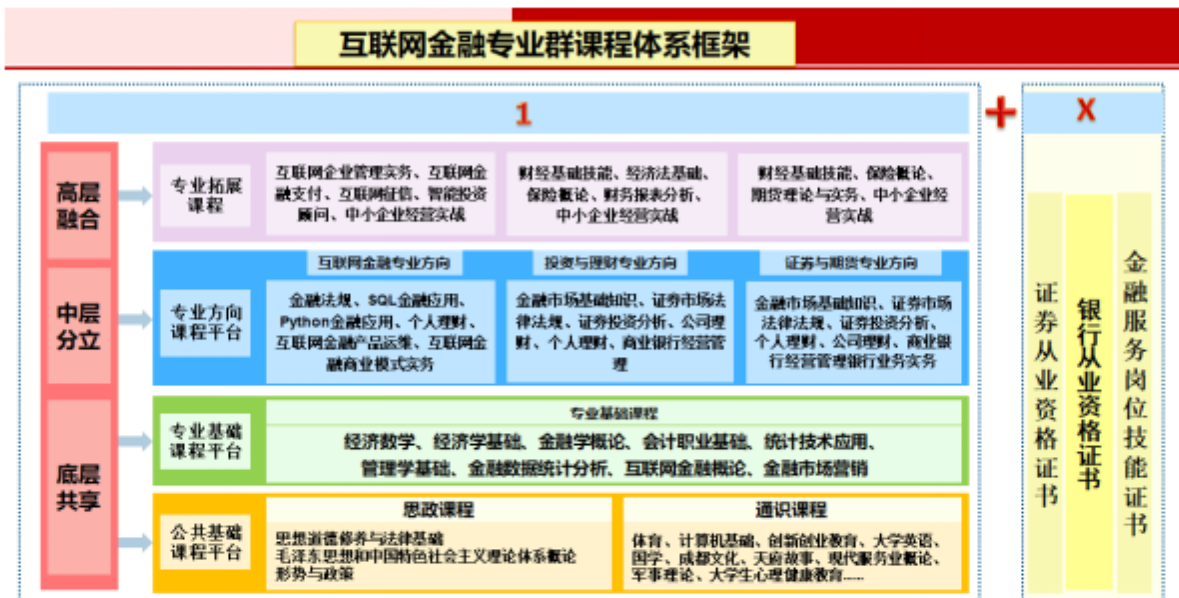 互联网金融专业群课程体系框架
1
+
X
高层
融合
专业拓展
课程
互联网企业管理实务、互联网金
融支付、互联网征信、智能投资
顾问、中小企业经营实战
财经基础技能、经济法基础、
保险概论、财务报表分析、
中小企业经营实战
财经基础技能、保险概论、
期货理论与实务、中小企业经
营实战
中层
分立
专业方向
课程平台
互联网金融专业方向
金融法规、SQL金融应用、
Python金融应用、个人理财、
互联网金融产品运维、互联网金
融商业模式实务
投资与理财专业方向
金融市场基础知识、证券市场法
律法规、证券投资分析、公司理
财、个人理财、商业银行经营管
理
证券与期货专业方向
金融市场基础知识、证券市场
法律法规、证券投资分析、
个人理财、公司理财、商业银
行经营管理银行业务实务
底层
共享
专业基础
课程平台
专业基础课程
经济数学、经济学基础、金融学概论、会计职业基础、统计技术应用、
管理学基础、金融数据统计分析、互联网金融概论、金融市场营销
公共基础
课程平台
思政课程
思想道德修养与法律基础
毛泽东思想和中国特色社会主义理论体系概论
形势与政策
通识课程
体育、计算机基础、创新创业教育、大学英语、
国学、成都文化、天府故事、现代服务业概论、
军事理论、大学生心理健康教育......
证券从业资格证书
银行从业资格证书
金融服务岗位技能证书